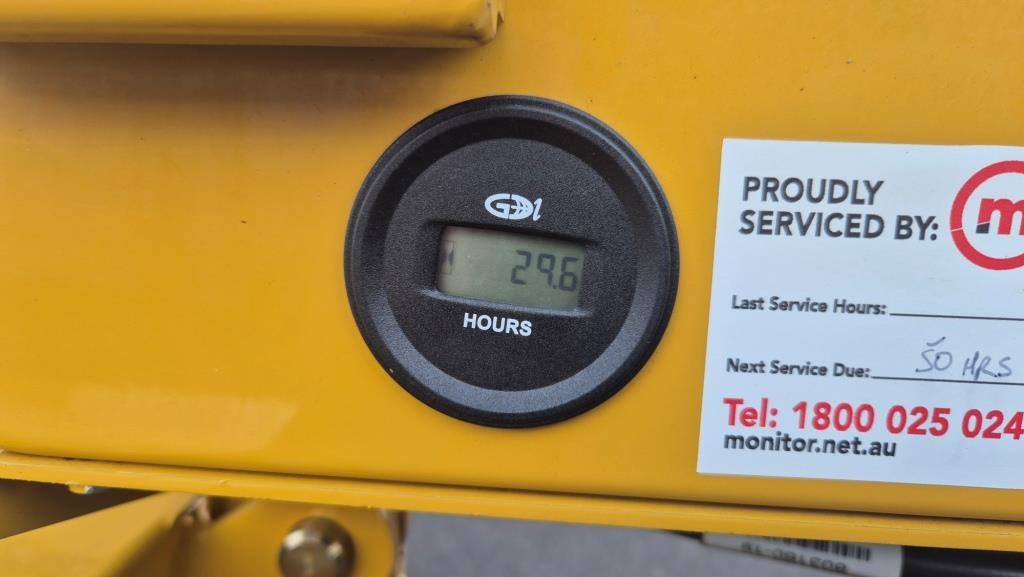 GDI
29.6
HOURS
PROUDLY
SERVICED BY:
m
Last Service Hours:
Next Service Due: 50 HRS
Tel: 1800 025 024
monitor.net.au